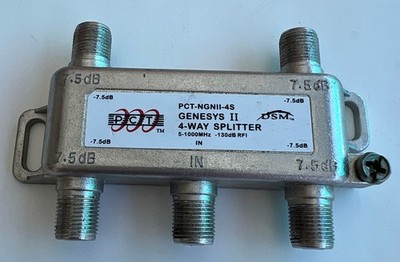 7.5dB
7.5dB
-7.5dB
PCT-NGNII-4S
-7.5dB
PCT
TM
GENESYS II
DSM
4-WAY SPLITTER
5-1000MHz -130dB RFI
-7.5dB
IN
-7.5dB
7.5dB
IN
7.5dB